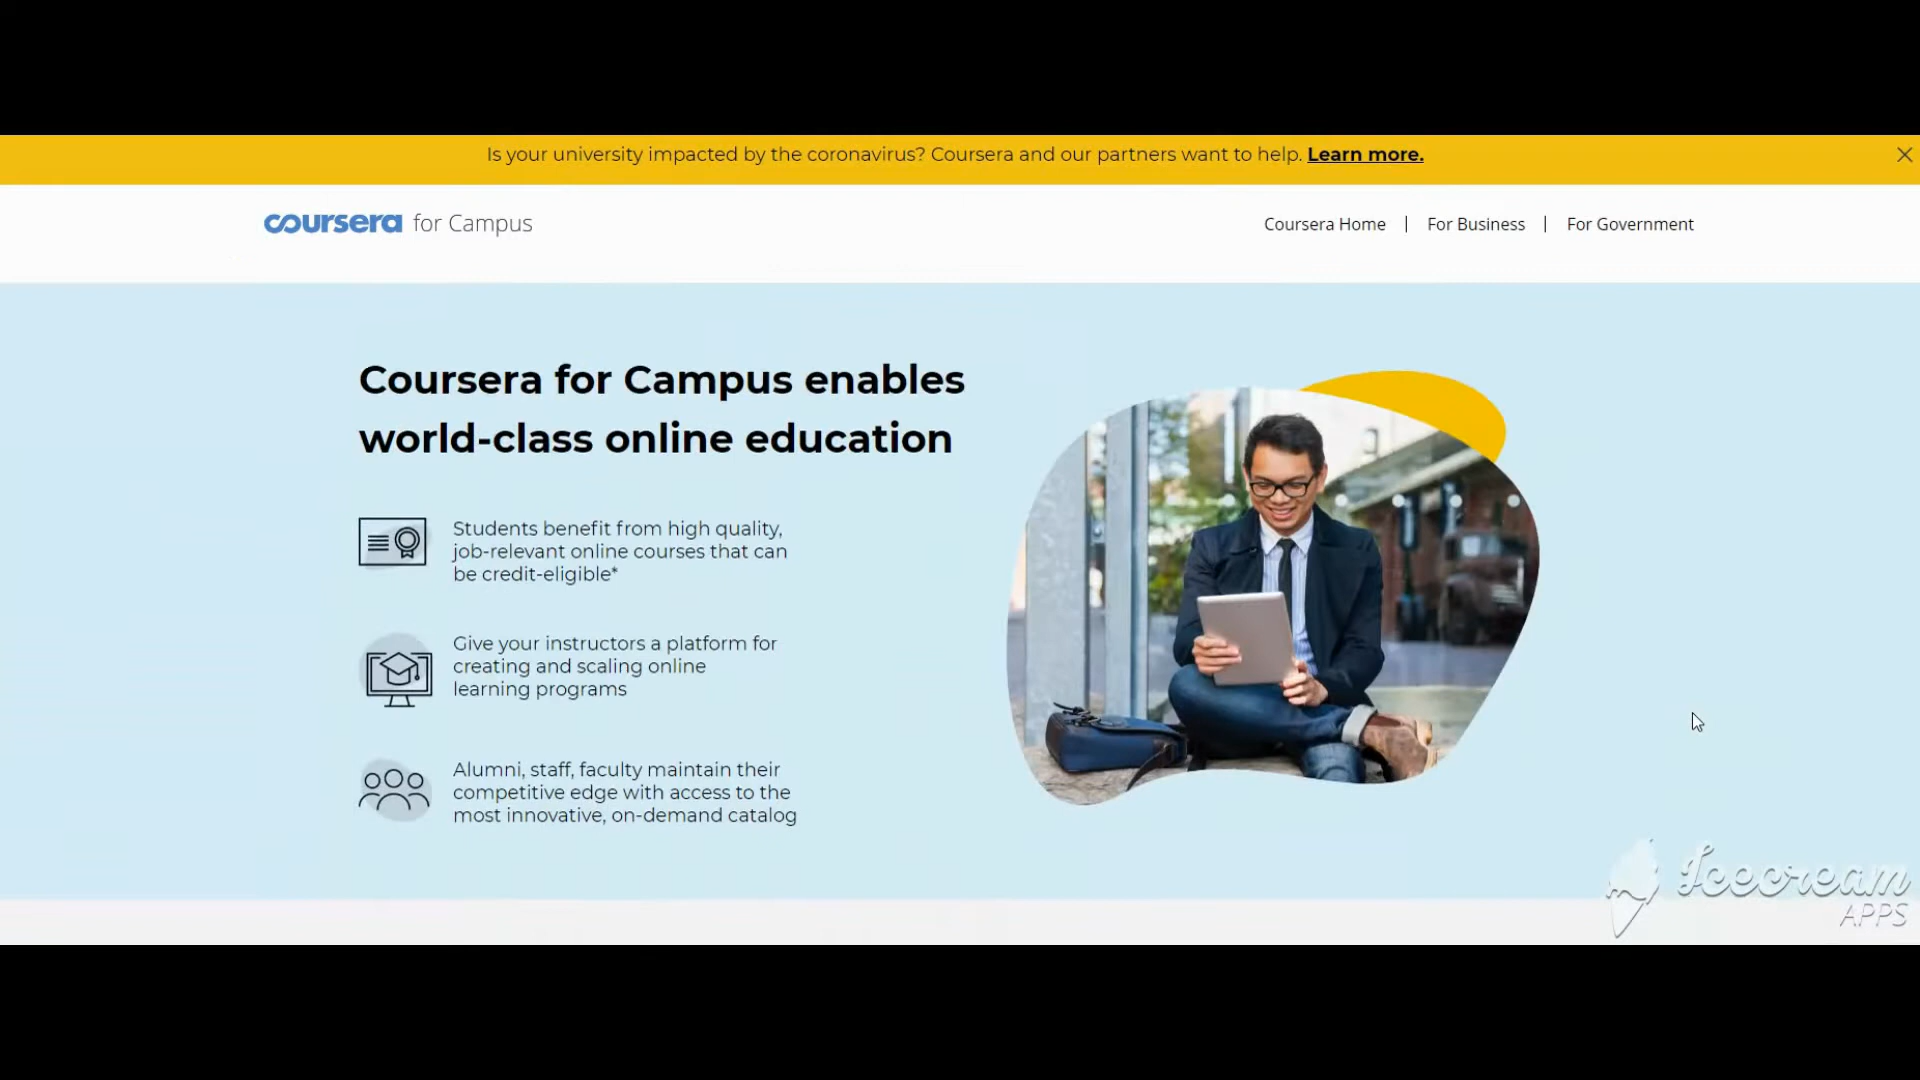 Is your university impacted by the coronavirus? Coursera and our partners want to help. Learn more.
coursera for Campus
Coursera Home | For Business | For Government
Coursera for Campus enables
world-class online education
Students benefit from high quality,
job-relevant online courses that can
be credit-eligible*
Give your instructors a platform for
creating and scaling online
learning programs
Alumni, staff, faculty maintain their
competitive edge with access to the
most innovative, on-demand catalog
Icecream
APPS